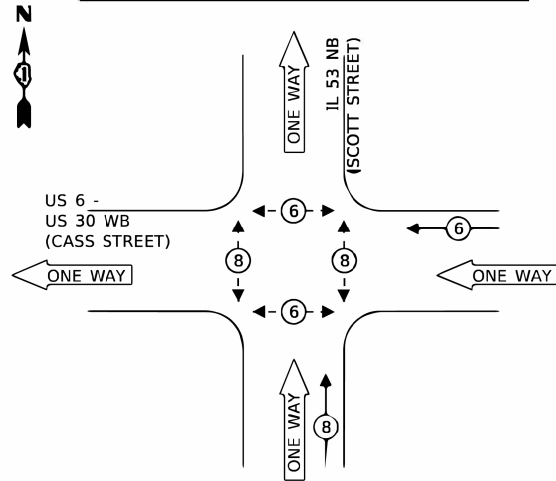 N
ONE WAY
IL 53 NB
(SCOTT STREET)
US 6 -
US 30 WB
(CASS STREET)
6
6
8
8
ONE WAY
ONE WAY
6
ONE WAY
8